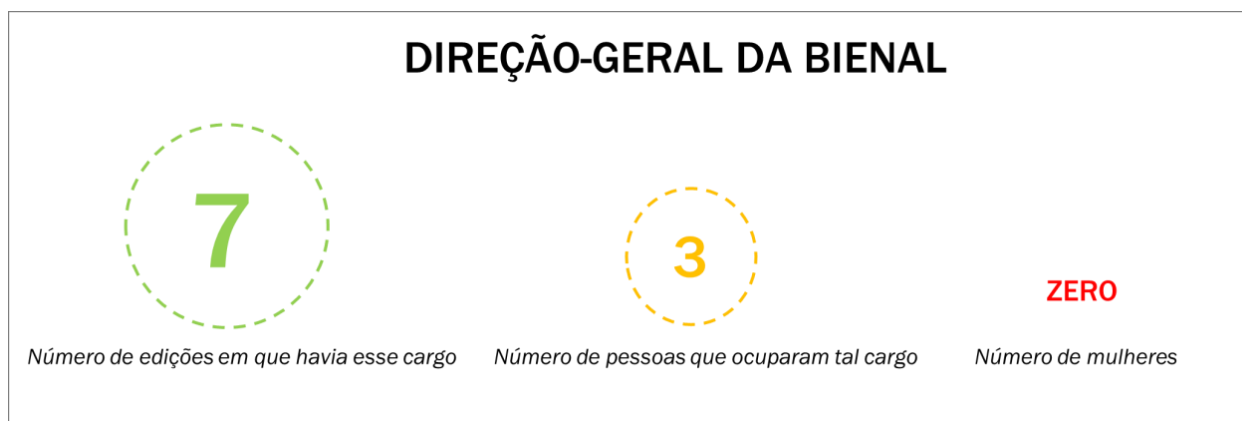 DIREÇÃO-GERAL DA BIENAL
7
3
ZERO
Número de edições em que havia esse cargo
Número de pessoas que ocuparam tal cargo
Número de mulheres